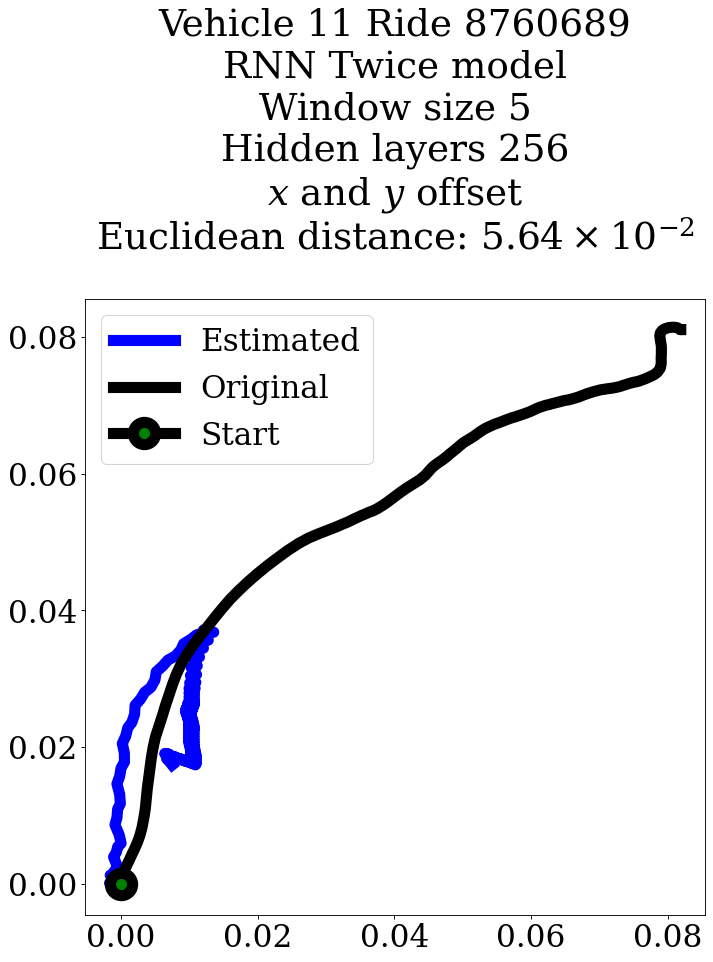 Vehicle 11 Ride 8760689
RNN Twice model
Window size 5
Hidden layers 256
x and y offset
Euclidean distance: 5.64 × 10⁻²
Estimated
Original
Start
0.08
0.06
0.04
0.02
0.00
0.00 0.02 0.04 0.06 0.08